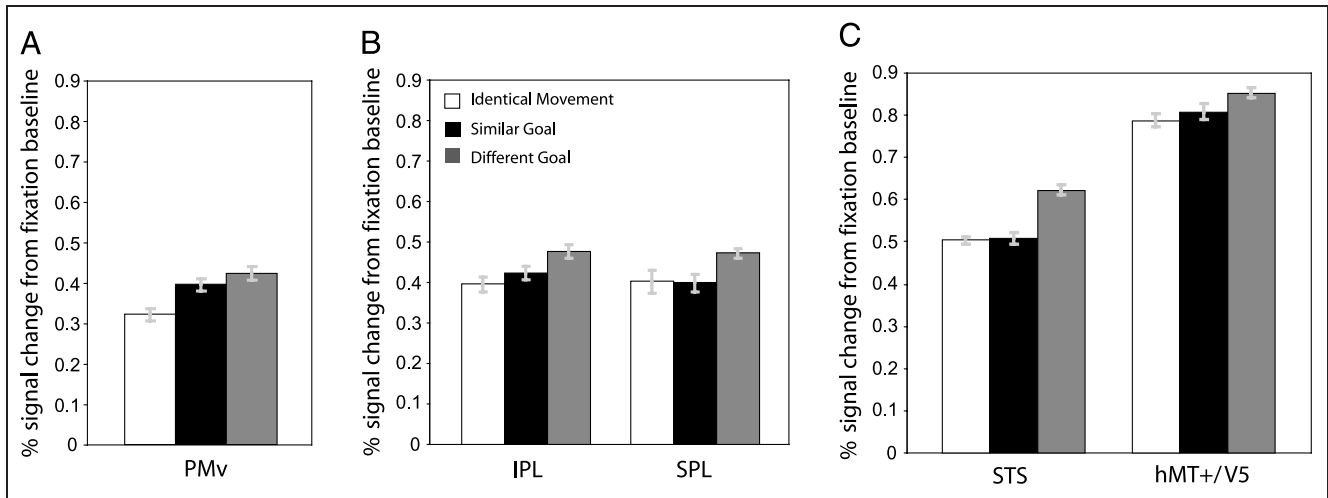 A
% signal change from fixation baseline
0.9
0.8
0.7
0.6
0.5
0.4
0.3
0.2
0.1
0
PMv
B
% signal change from fixation baseline
0.9
0.8
0.7
0.6
0.5
0.4
0.3
0.2
0.1
0
Identical Movement
Similar Goal
Different Goal
IPL SPL
C
% signal change from fixation baseline
0.9
0.8
0.7
0.6
0.5
0.4
0.3
0.2
0.1
0
STS hMT+/V5